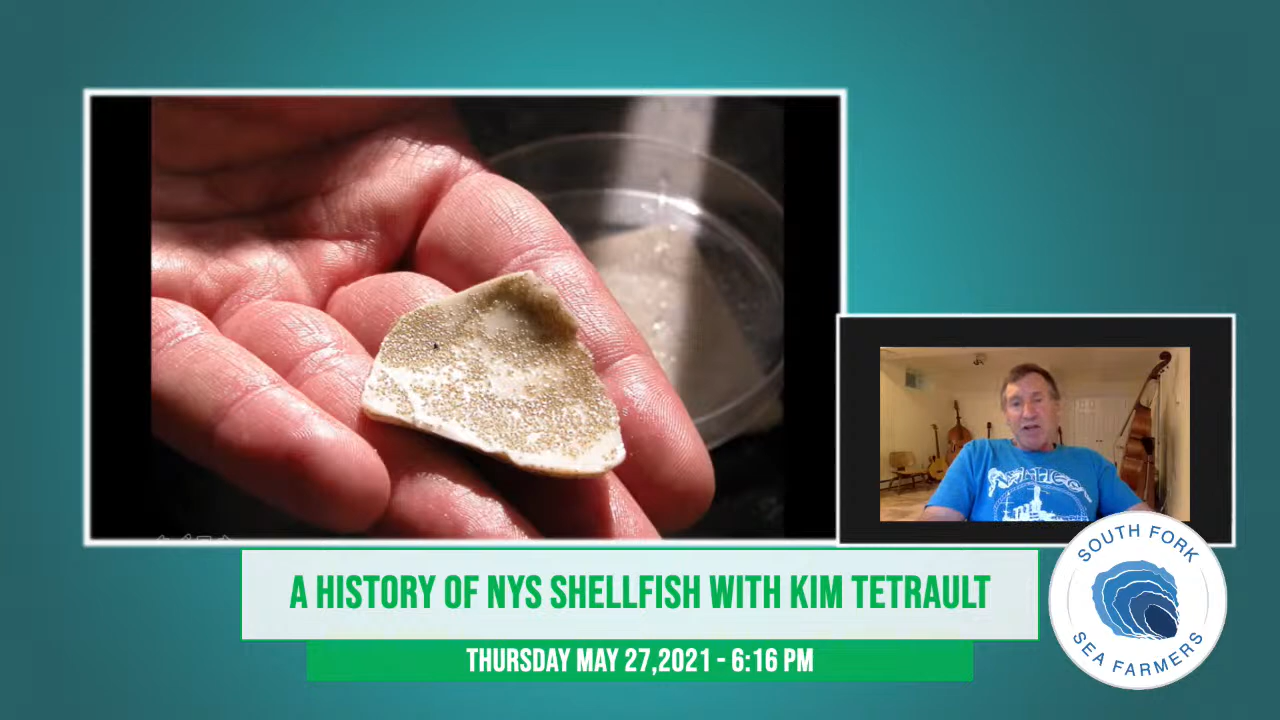 A HISTORY OF NYS SHELLFISH WITH KIM TETRAULT
THURSDAY MAY 27,2021 - 6:16 PM
SOUTH FORK
SEA FARMERS